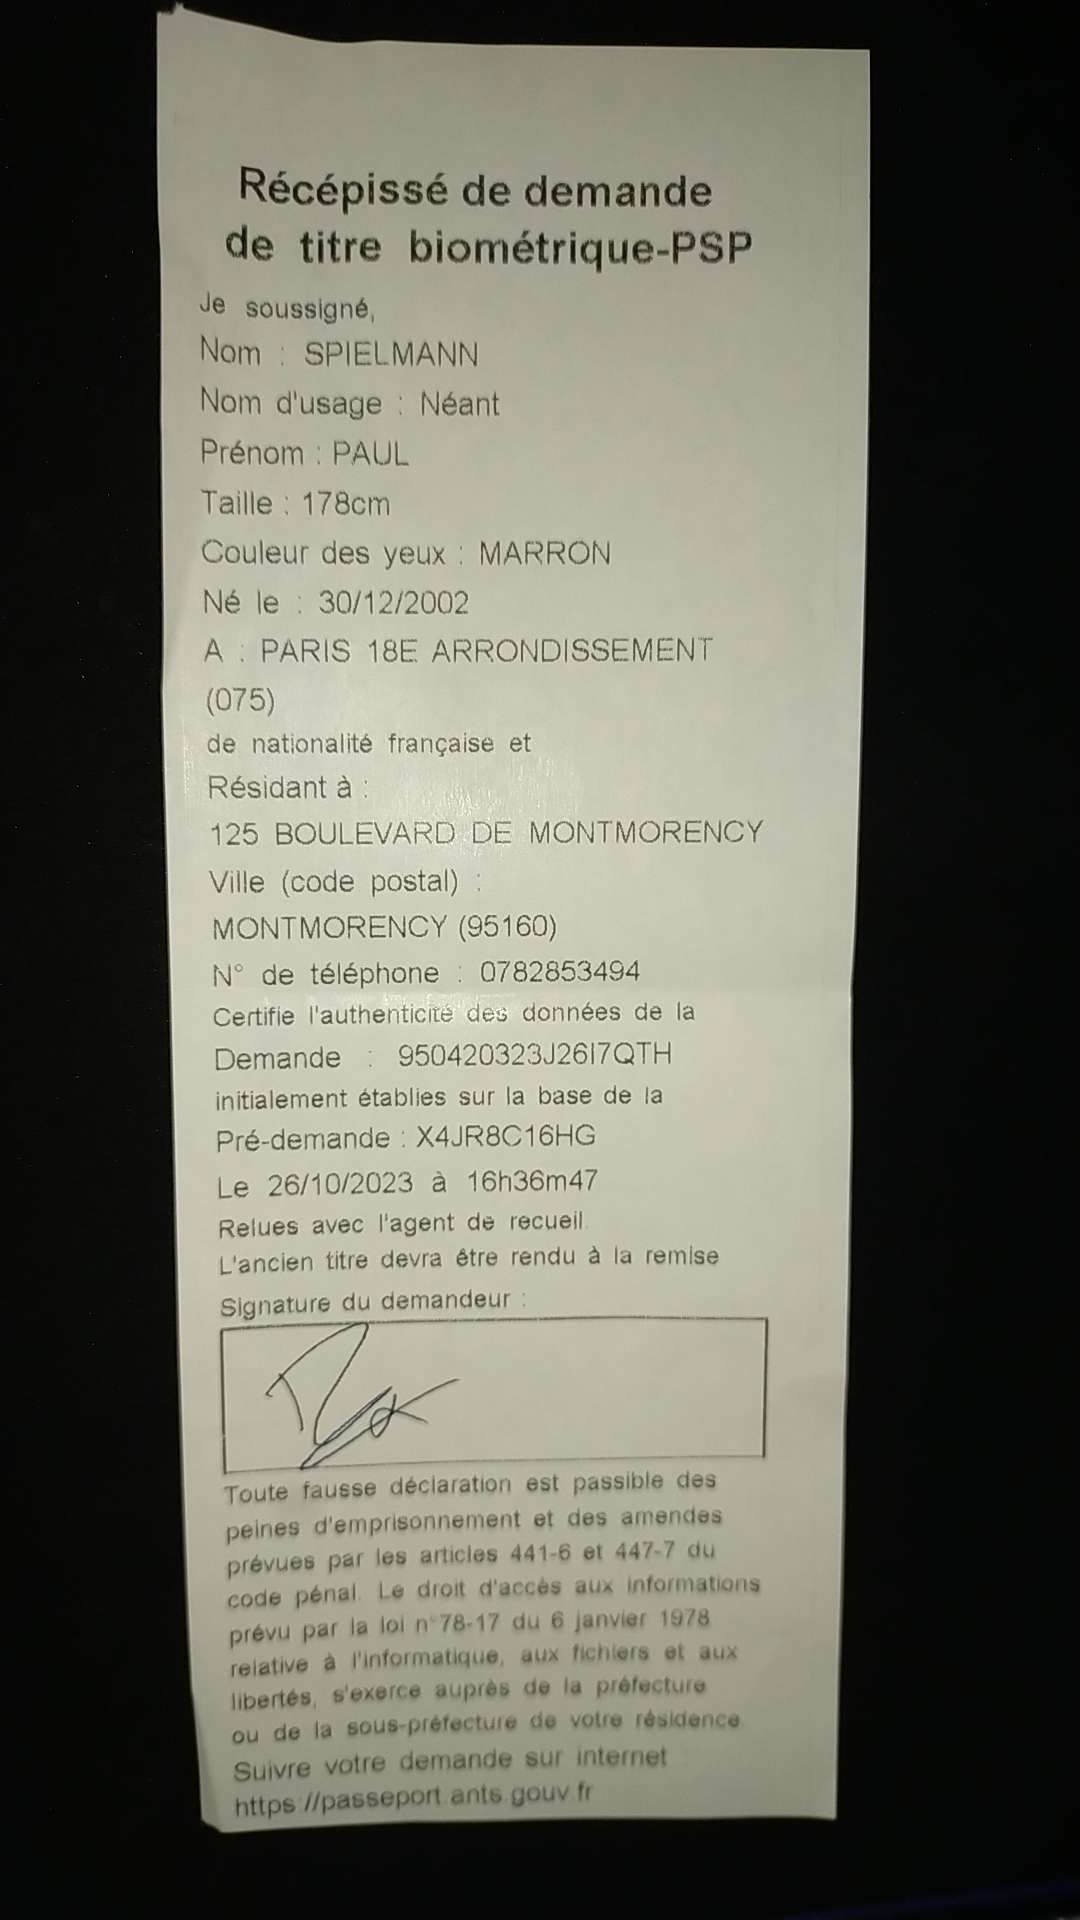 Récépissé de demande
de titre biométrique-PSP
Je soussigné,
Nom : SPIELMANN
Nom d'usage : Néant
Prénom : PAUL
Taille : 178cm
Couleur des yeux : MARRON
Né le : 30/12/2002
A : PARIS 18E ARRONDISSEMENT
(075)
de nationalité française et
Résidant à :
125 BOULEVARD DE MONTMORENCY
Ville (code postal) :
MONTMORENCY (95160)
N° de téléphone : 0782853494
Certifie l'authenticité des données de la
Demande : 950420323J26I7QTH
initialement établies sur la base de la
Pré-demande : X4JR8C16HG
Le 26/10/2023 à 16h36m47
Relues avec l'agent de recueil.
L'ancien titre devra être rendu à la remise
Signature du demandeur :
Toute fausse déclaration est passible des
peines d'emprisonnement et des amendes
prévues par les articles 441-6 et 447-7 du
code pénal. Le droit d'accès aux informations
prévu par la loi n°78-17 du 6 janvier 1978
relative à l'informatique, aux fichiers et aux
libertés, s'exerce auprès de la préfecture
ou de la sous-préfecture de votre résidence.
Suivre votre demande sur internet
https://passeport.ants.gouv.fr